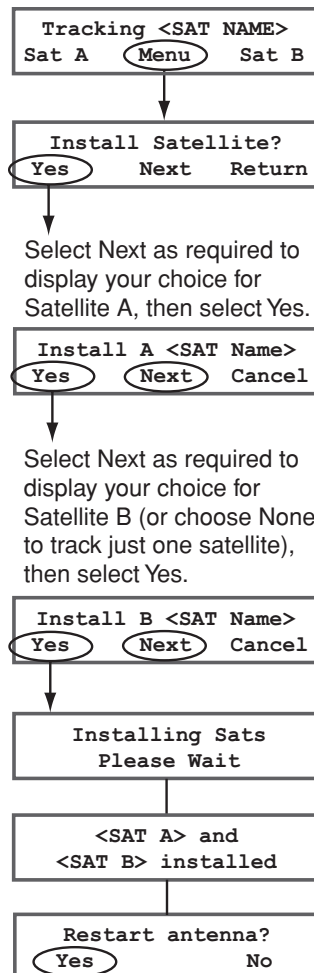 Tracking <SAT NAME>
Sat A Menu Sat B
Install Satellite?
Yes Next Return
Select Next as required to
display your choice for
Satellite A, then select Yes.
Install A <SAT Name>
Yes Next Cancel
Select Next as required to
display your choice for
Satellite B (or choose None
to track just one satellite),
then select Yes.
Install B <SAT Name>
Yes Next Cancel
Installing Sats
Please Wait
<SAT A> and
<SAT B> installed
Restart antenna?
Yes No